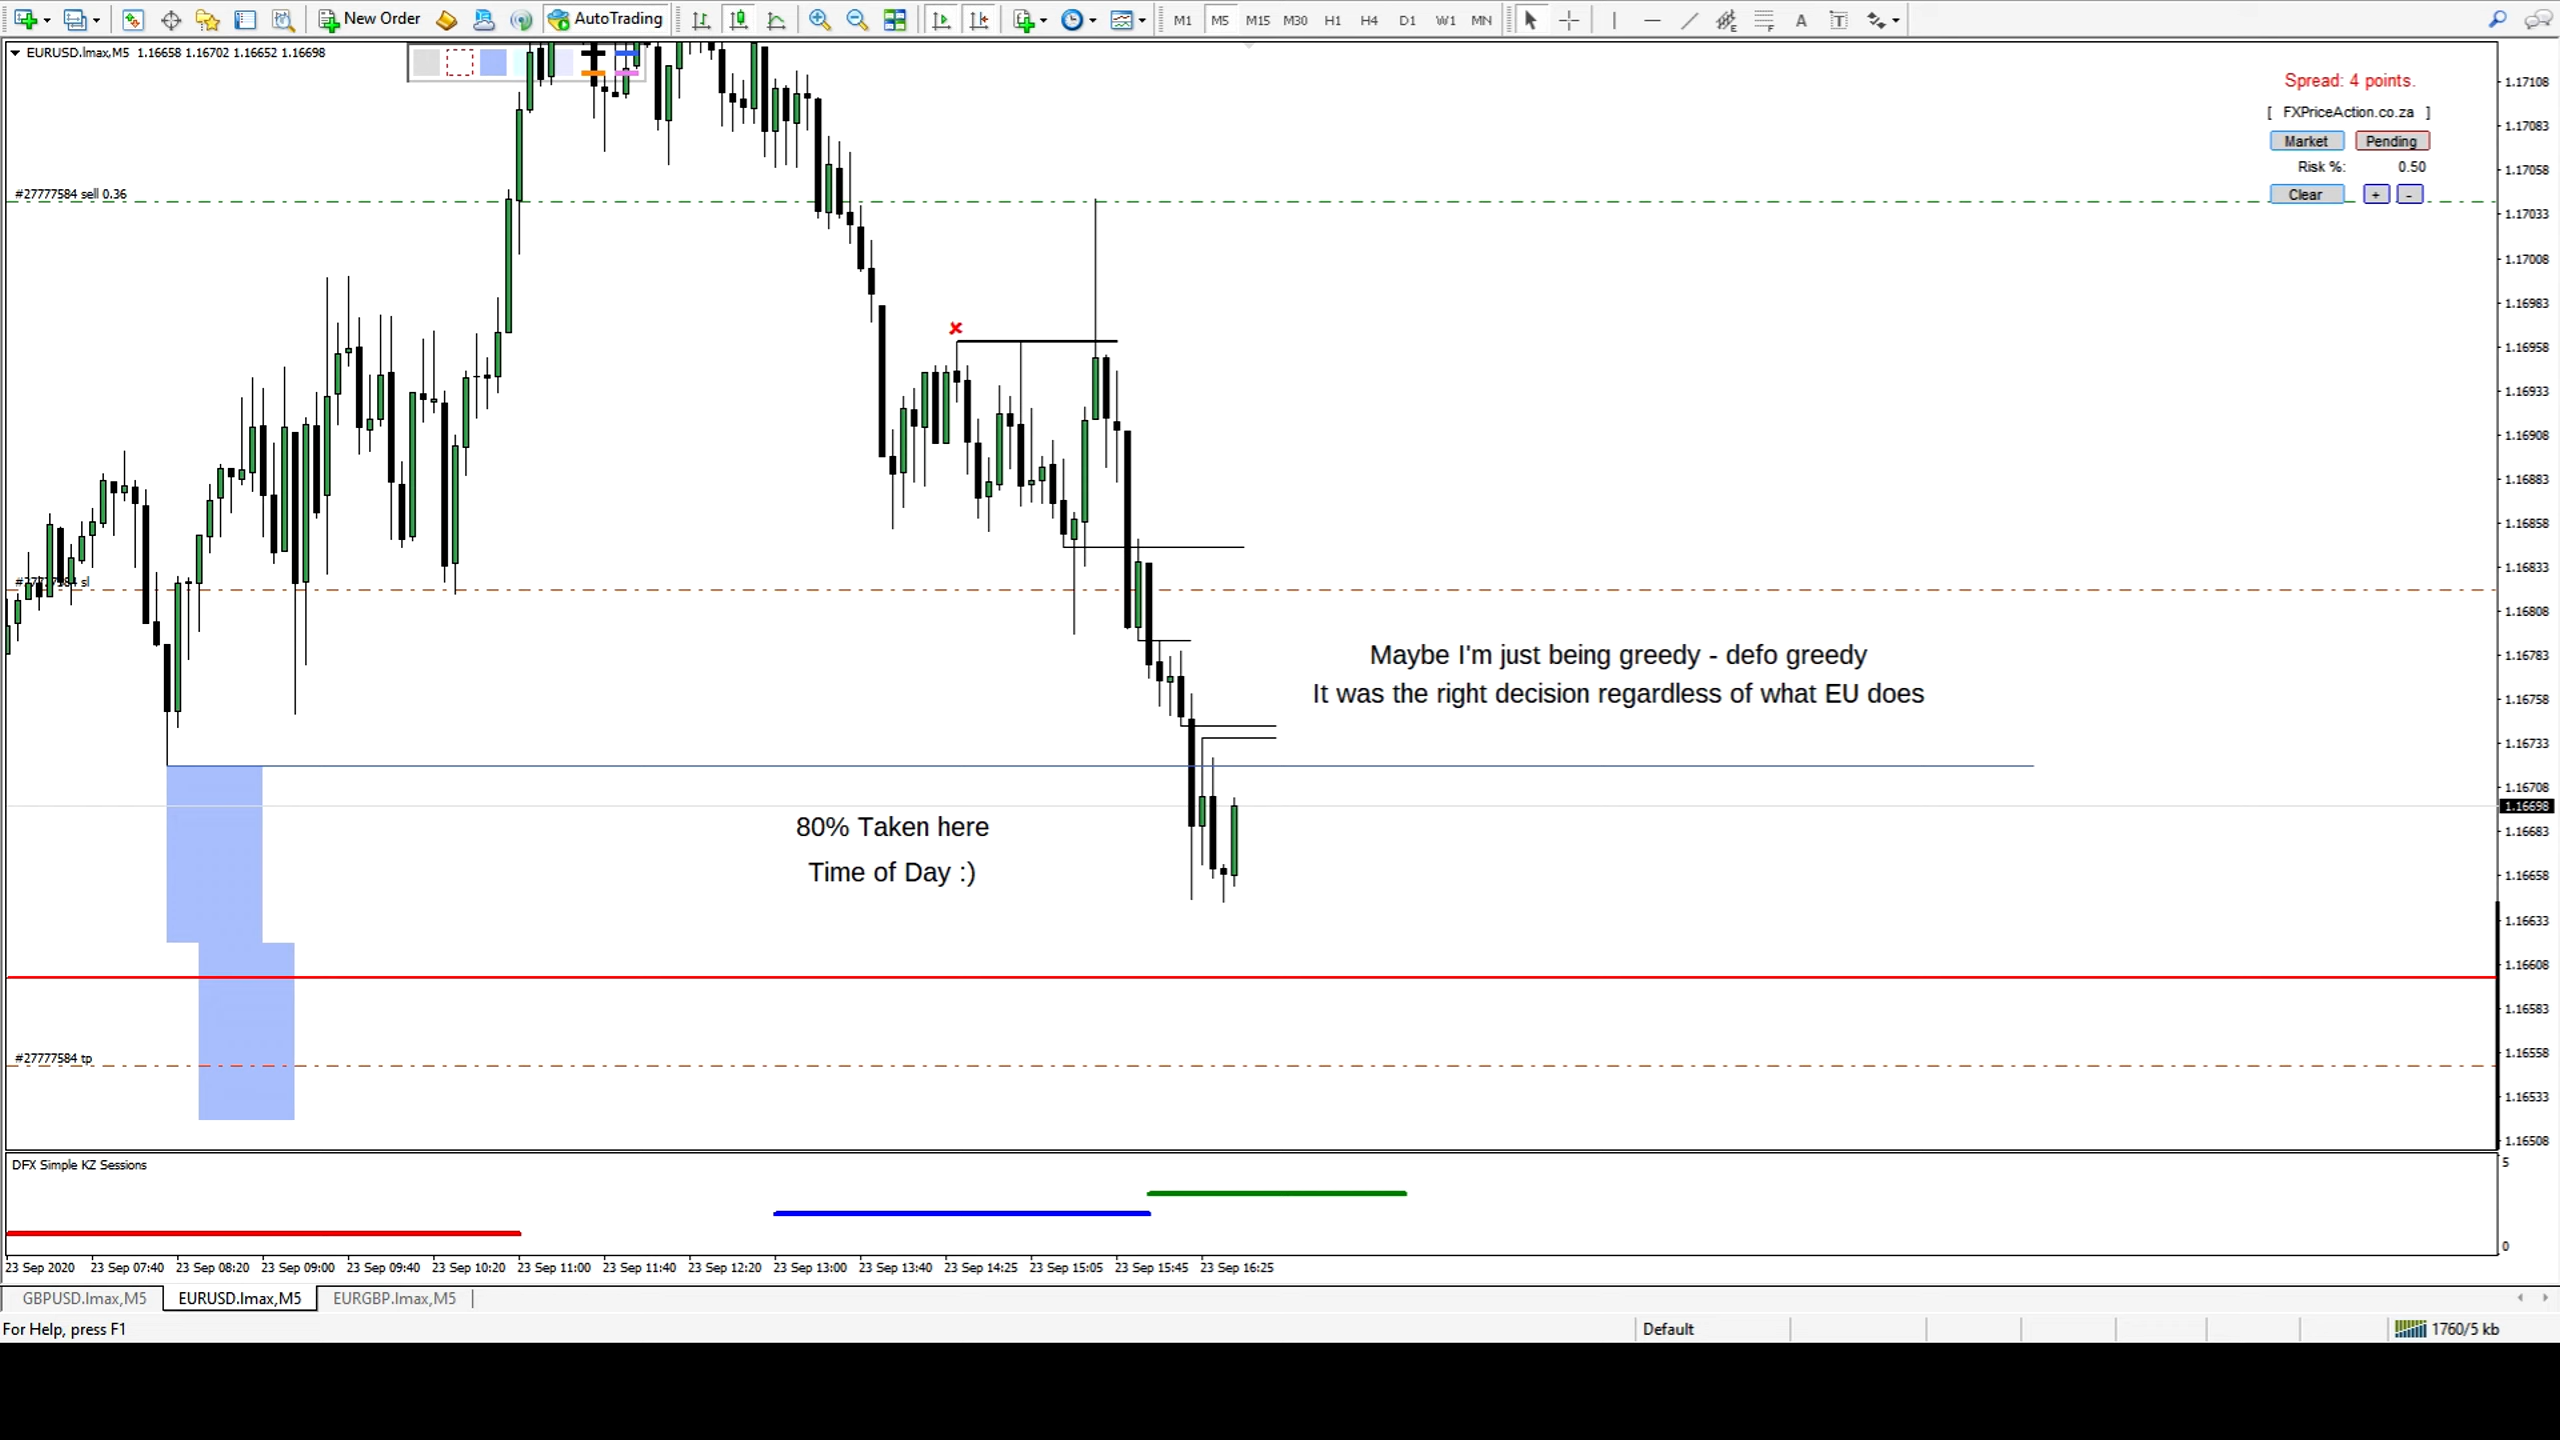 New Order
AutoTrading
M1 M5 M15 M30 H1 H4 D1 W1 MN
EURUSD.lmax,M5 1.16658 1.16702 1.16652 1.16698
Spread: 4 points.
[ FXPriceAction.co.za ]
Market Pending
Risk %: 0.50
Clear + -
#27777584 sell 0.36
#27777584 sl
Maybe I'm just being greedy - defo greedy
It was the right decision regardless of what EU does
80% Taken here
Time of Day :)
#27777584 tp
1.17108
1.17083
1.17058
1.17033
1.17008
1.16983
1.16958
1.16933
1.16908
1.16883
1.16858
1.16833
1.16808
1.16783
1.16758
1.16733
1.16708
1.16698
1.16683
1.16658
1.16633
1.16608
1.16583
1.16558
1.16533
1.16508
DFX Simple KZ Sessions
5
0
23 Sep 2020 23 Sep 07:40 23 Sep 08:20 23 Sep 09:00 23 Sep 09:40 23 Sep 10:20 23 Sep 11:00 23 Sep 11:40 23 Sep 12:20 23 Sep 13:00 23 Sep 13:40 23 Sep 14:25 23 Sep 15:05 23 Sep 15:45 23 Sep 16:25
GBPUSD.lmax,M5 EURUSD.lmax,M5 EURGBP.lmax,M5
For Help, press F1
Default
1760/5 kb